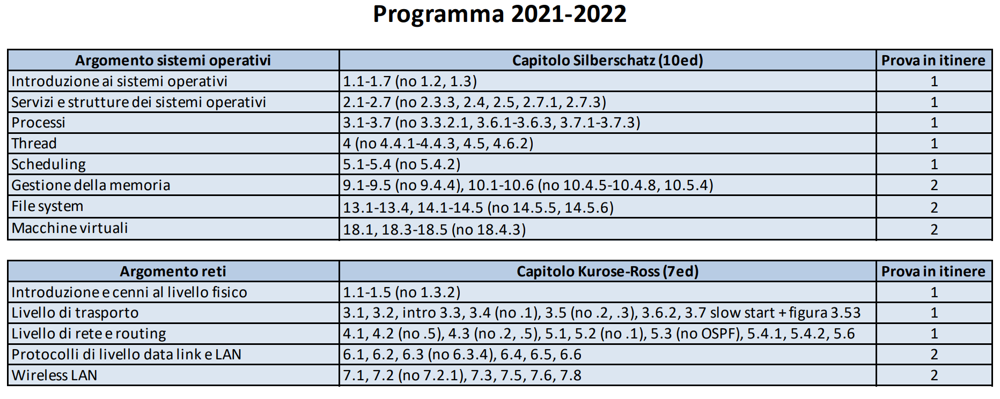 Programma 2021-2022
Argomento sistemi operativi Capitolo Silberschatz (10ed) Prova in itinere
Introduzione ai sistemi operativi 1.1-1.7 (no 1.2, 1.3) 1
Servizi e strutture dei sistemi operativi 2.1-2.7 (no 2.3.3, 2.4, 2.5, 2.7.1, 2.7.3) 1
Processi 3.1-3.7 (no 3.3.2.1, 3.6.1-3.6.3, 3.7.1-3.7.3) 1
Thread 4 (no 4.4.1-4.4.3, 4.5, 4.6.2) 1
Scheduling 5.1-5.4 (no 5.4.2) 1
Gestione della memoria 9.1-9.5 (no 9.4.4), 10.1-10.6 (no 10.4.5-10.4.8, 10.5.4) 2
File system 13.1-13.4, 14.1-14.5 (no 14.5.5, 14.5.6) 2
Macchine virtuali 18.1, 18.3-18.5 (no 18.4.3) 2
Argomento reti Capitolo Kurose-Ross (7ed) Prova in itinere
Introduzione e cenni al livello fisico 1.1-1.5 (no 1.3.2) 1
Livello di trasporto 3.1, 3.2, intro 3.3, 3.4 (no .1), 3.5 (no .2, .3), 3.6.2, 3.7 slow start + figura 3.53 1
Livello di rete e routing 4.1, 4.2 (no .5), 4.3 (no .2, .5), 5.1, 5.2 (no .1), 5.3 (no OSPF), 5.4.1, 5.4.2, 5.6 1
Protocolli di livello data link e LAN 6.1, 6.2, 6.3 (no 6.3.4), 6.4, 6.5, 6.6 2
Wireless LAN 7.1, 7.2 (no 7.2.1), 7.3, 7.5, 7.6, 7.8 2